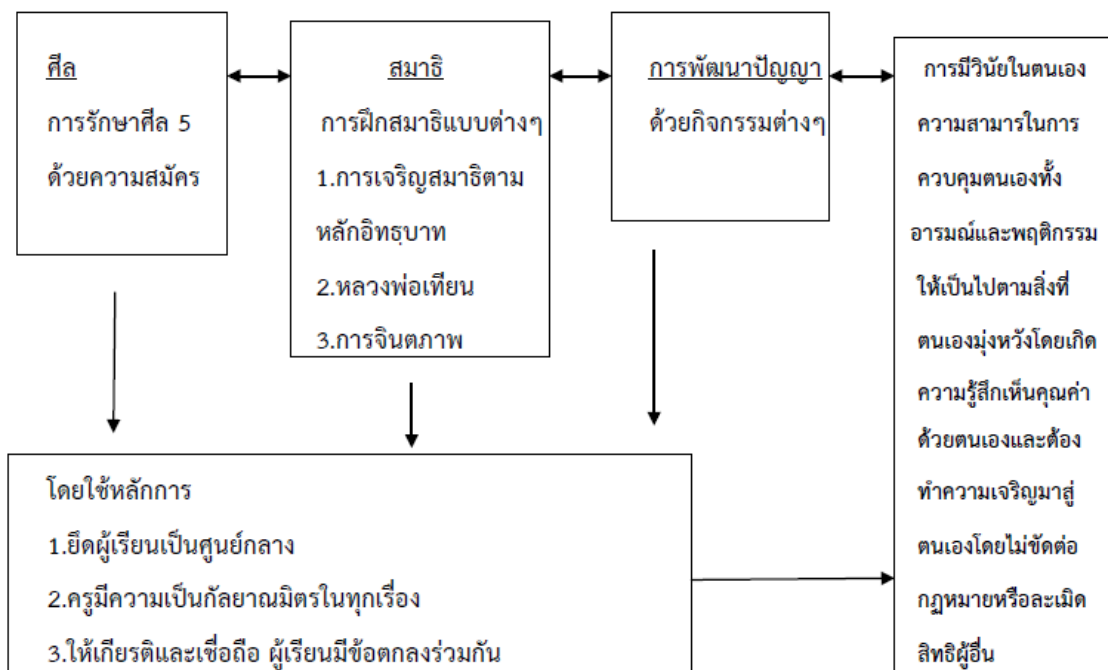 ศีล
การรักษาศีล 5
ด้วยความสมัคร
สมาธิ
การฝึกสมาธิแบบต่างๆ
1.การเจริญสมาธิตาม
หลักอิทธุบาท
2.หลวงพ่อเทียน
3.การจินตภาพ
การพัฒนาปัญญา
ด้วยกิจกรรมต่างๆ
การมีวินัยในตนเอง
ความสามารในการ
ควบคุมตนเองทั้ง
อารมณ์และพฤติกรรม
ให้เป็นไปตามสิ่งที่
ตนเองมุ่งหวังโดยเกิด
ความรู้สึกเห็นคุณค่า
ด้วยตนเองและต้อง
ทำความเจริญมาสู่
ตนเองโดยไม่ขัดต่อ
กฎหมายหรือละเมิด
สิทธิผู้อื่น
โดยใช้หลักการ
1.ยึดผู้เรียนเป็นศูนย์กลาง
2.ครูมีความเป็นกัลยาณมิตรในทุกเรื่อง
3.ให้เกียรติและเชื่อถือ ผู้เรียนมีข้อตกลงร่วมกัน